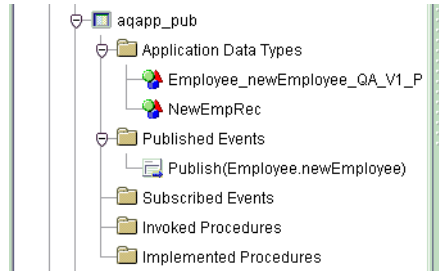 aqapp_pub
Application Data Types
Employee_newEmployee_QA_V1_P
NewEmpRec
Published Events
Publish(Employee.newEmployee)
Subscribed Events
Invoked Procedures
Implemented Procedures